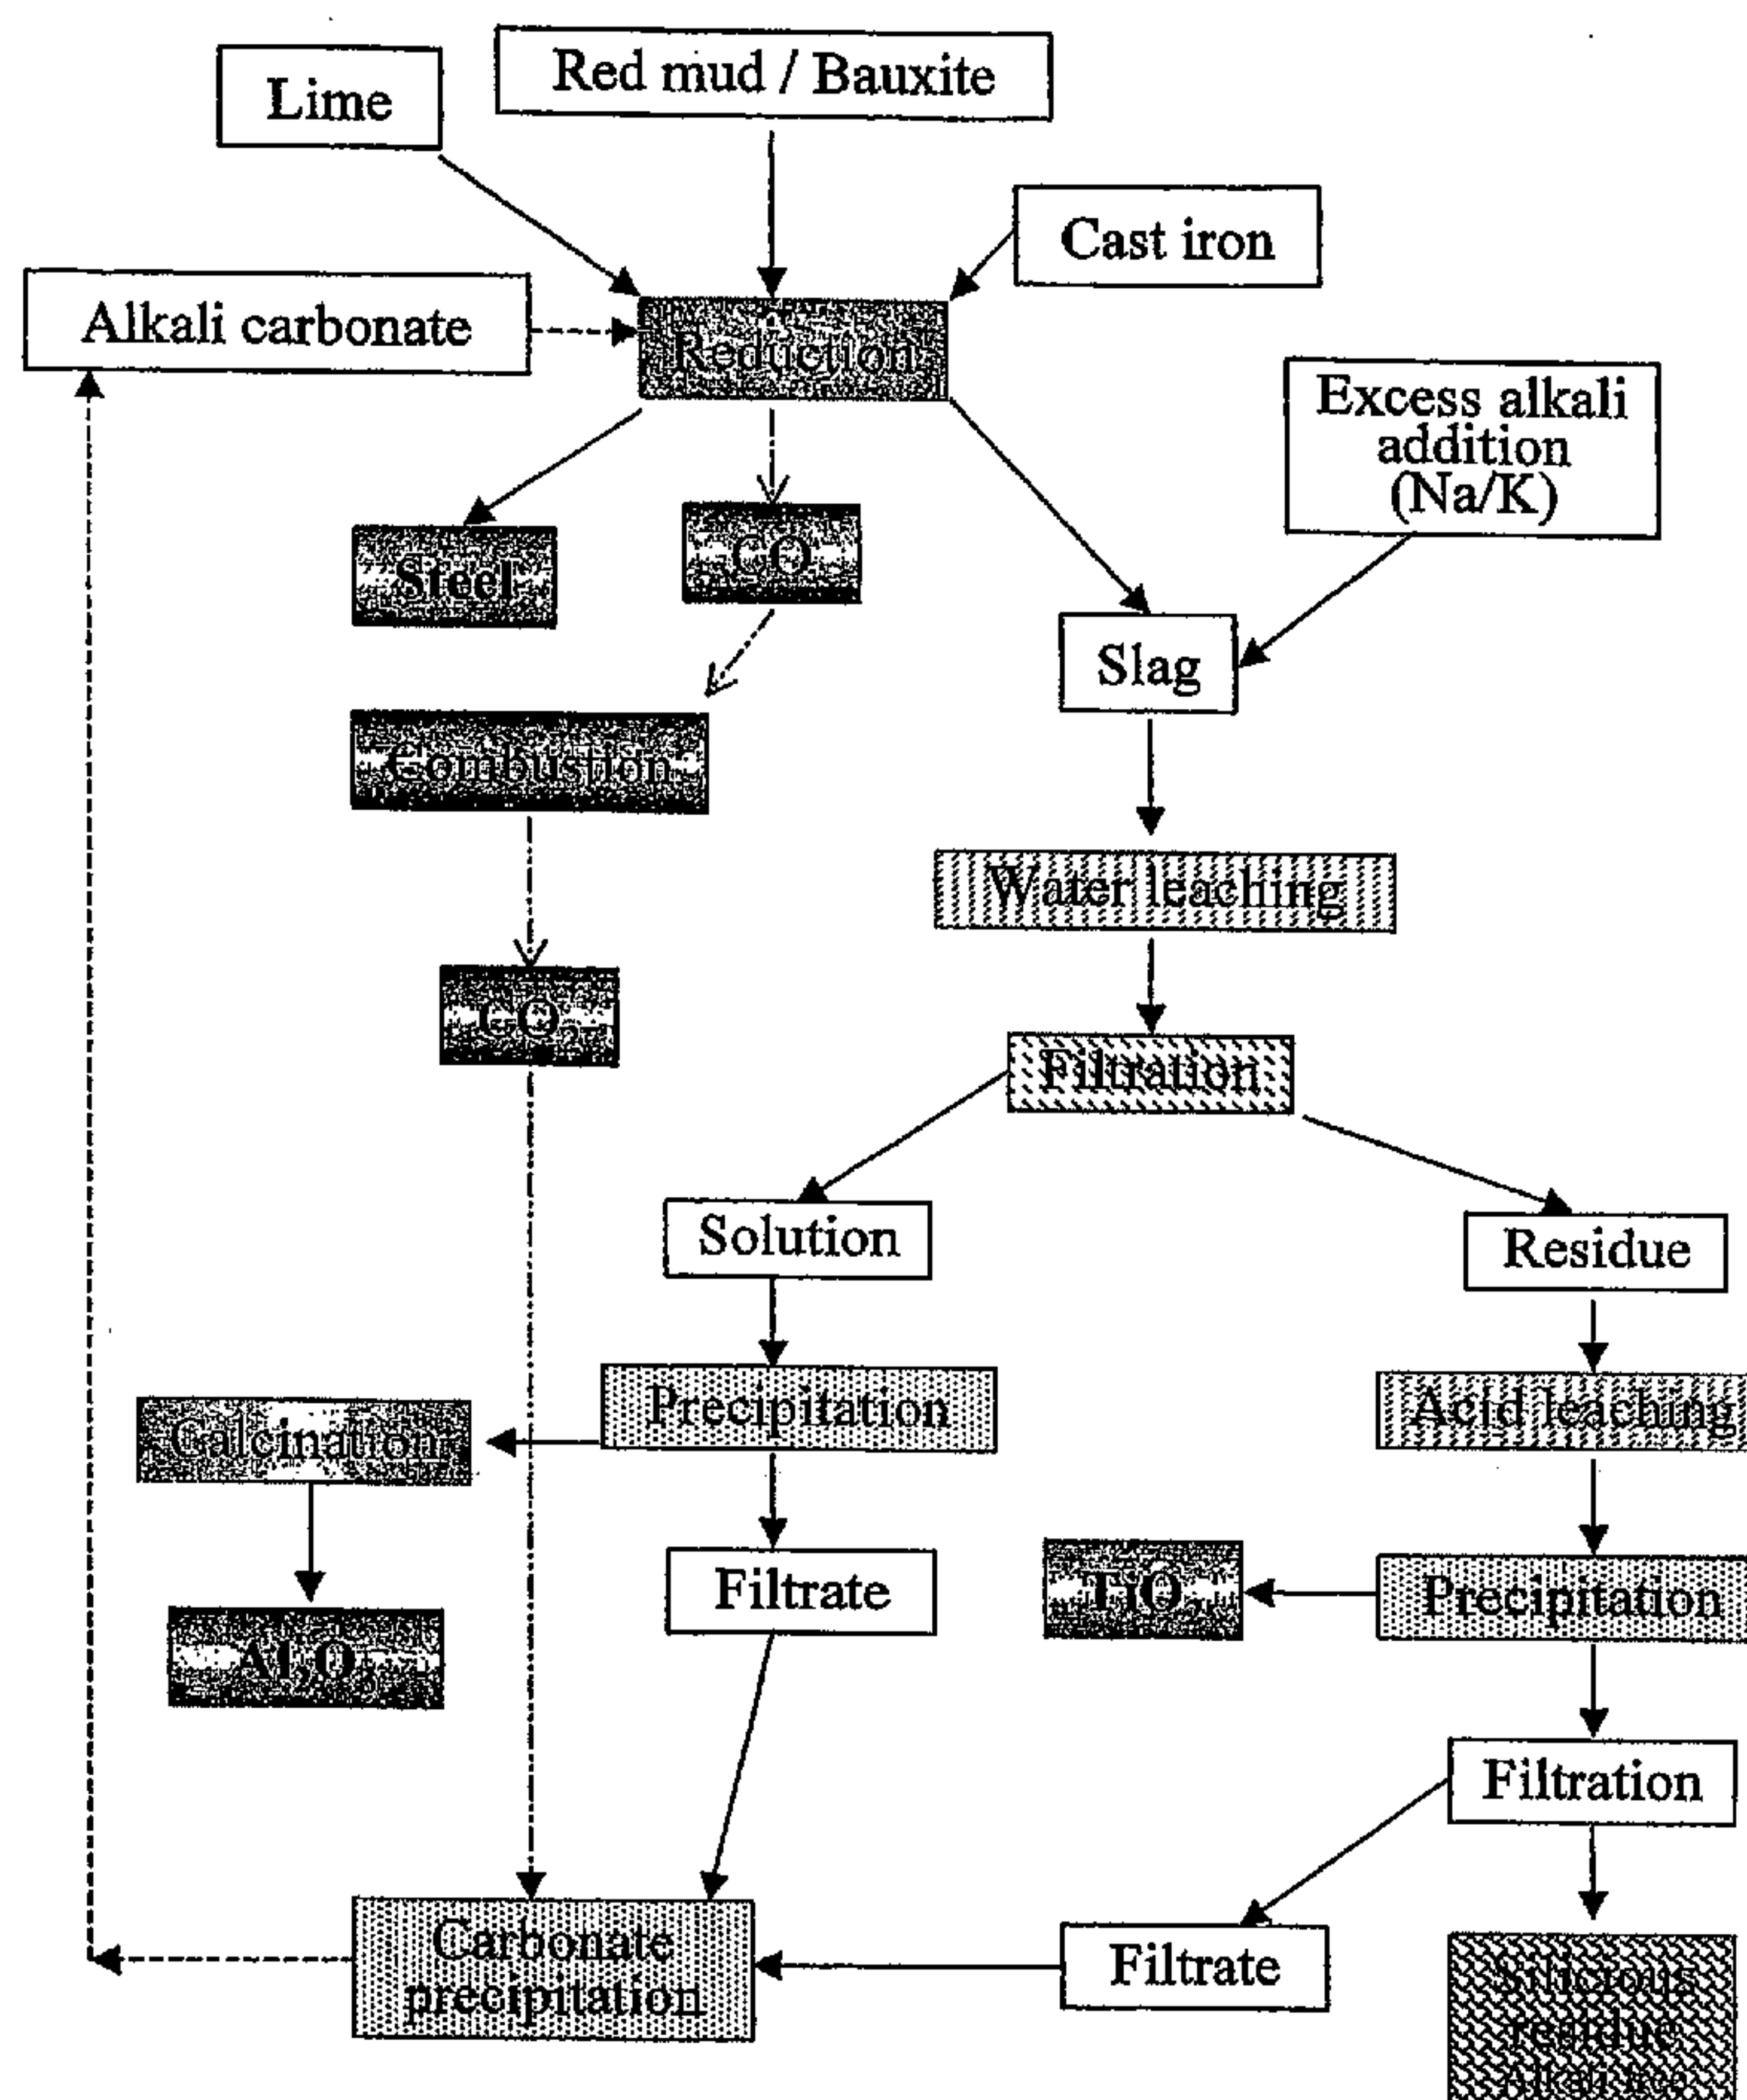 Red mud / Bauxite
Lime
Cast iron
Alkali carbonate
Reduction
Excess alkali
addition
(Na/K)
Steel
CO
Slag
Combustion
Water leaching
CO₂
Filtration
Solution
Residue
Precipitation
Acid leaching
Calcination
Filtrate
TiO₂
Precipitation
Al₂O₃
Filtration
Carbonate
precipitation
Filtrate
Silicious
residue